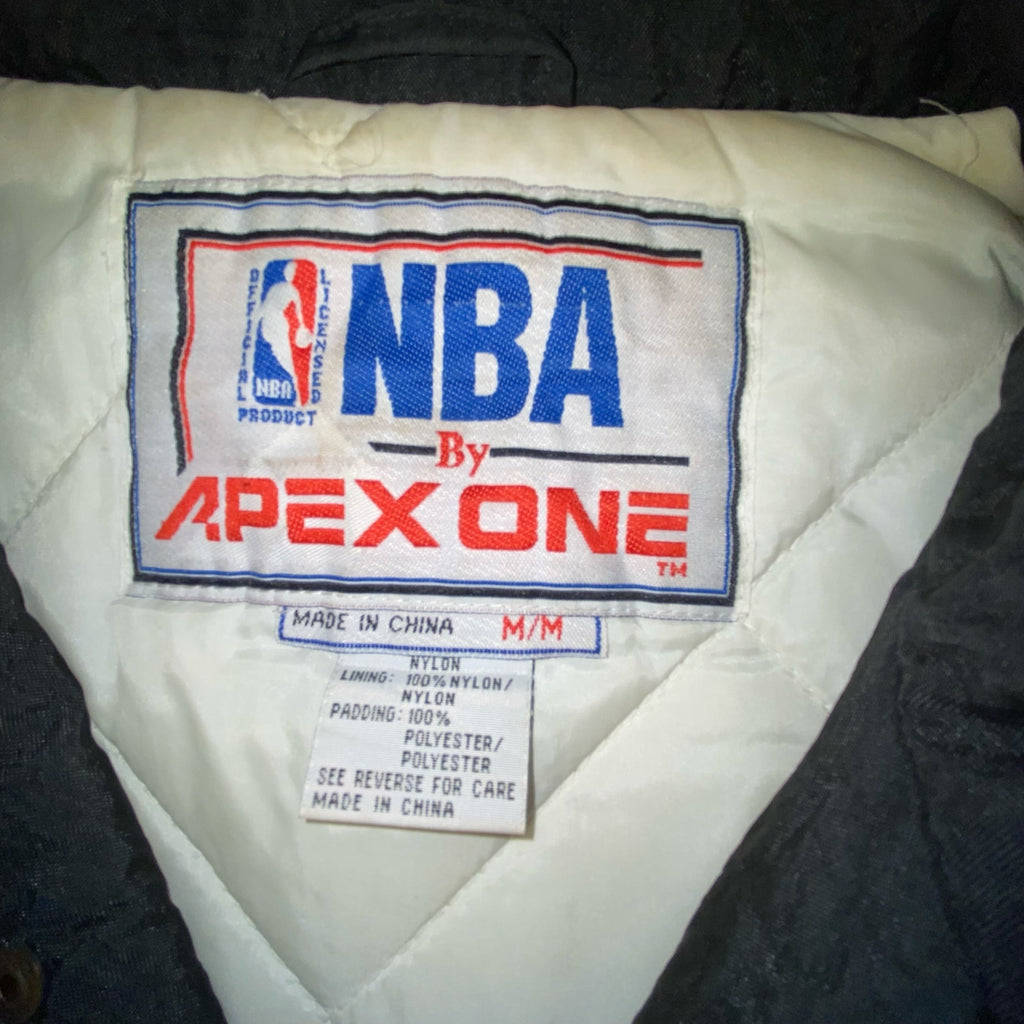 OFFICIAL
LICENSED
NBA
PRODUCT
NBA
By
APEX ONE
TM
MADE IN CHINA M/M
NYLON
LINING: 100% NYLON/
NYLON
PADDING: 100%
POLYESTER/
POLYESTER
SEE REVERSE FOR CARE
MADE IN CHINA